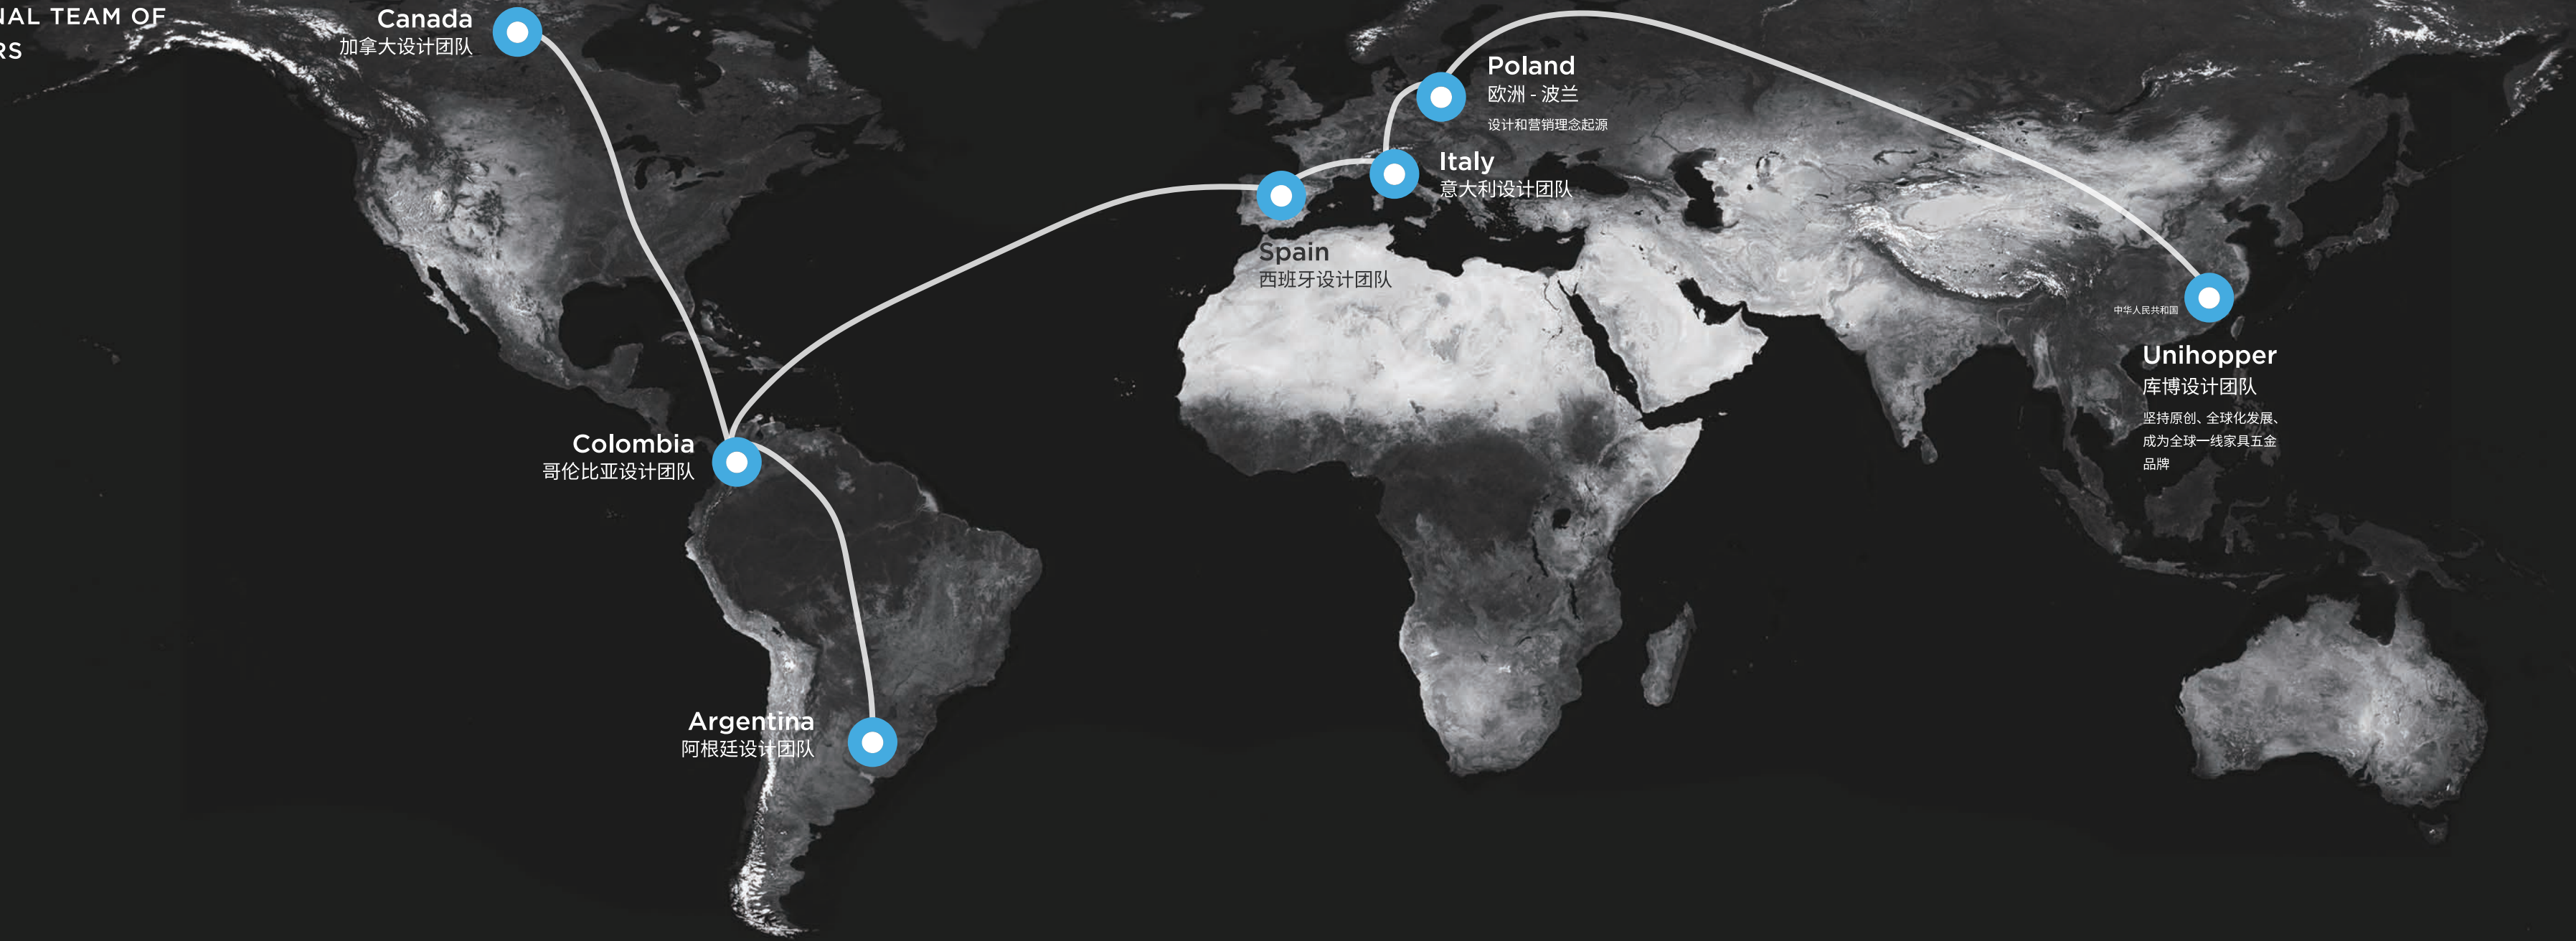 NAL TEAM OF
RS
Canada
加拿大设计团队
Poland
欧洲 - 波兰
设计和营销理念起源
Italy
意大利设计团队
Spain
西班牙设计团队
中华人民共和国
Unihopper
库博设计团队
坚持原创、全球化发展、
成为全球一线家具五金
品牌
Colombia
哥伦比亚设计团队
Argentina
阿根廷设计团队